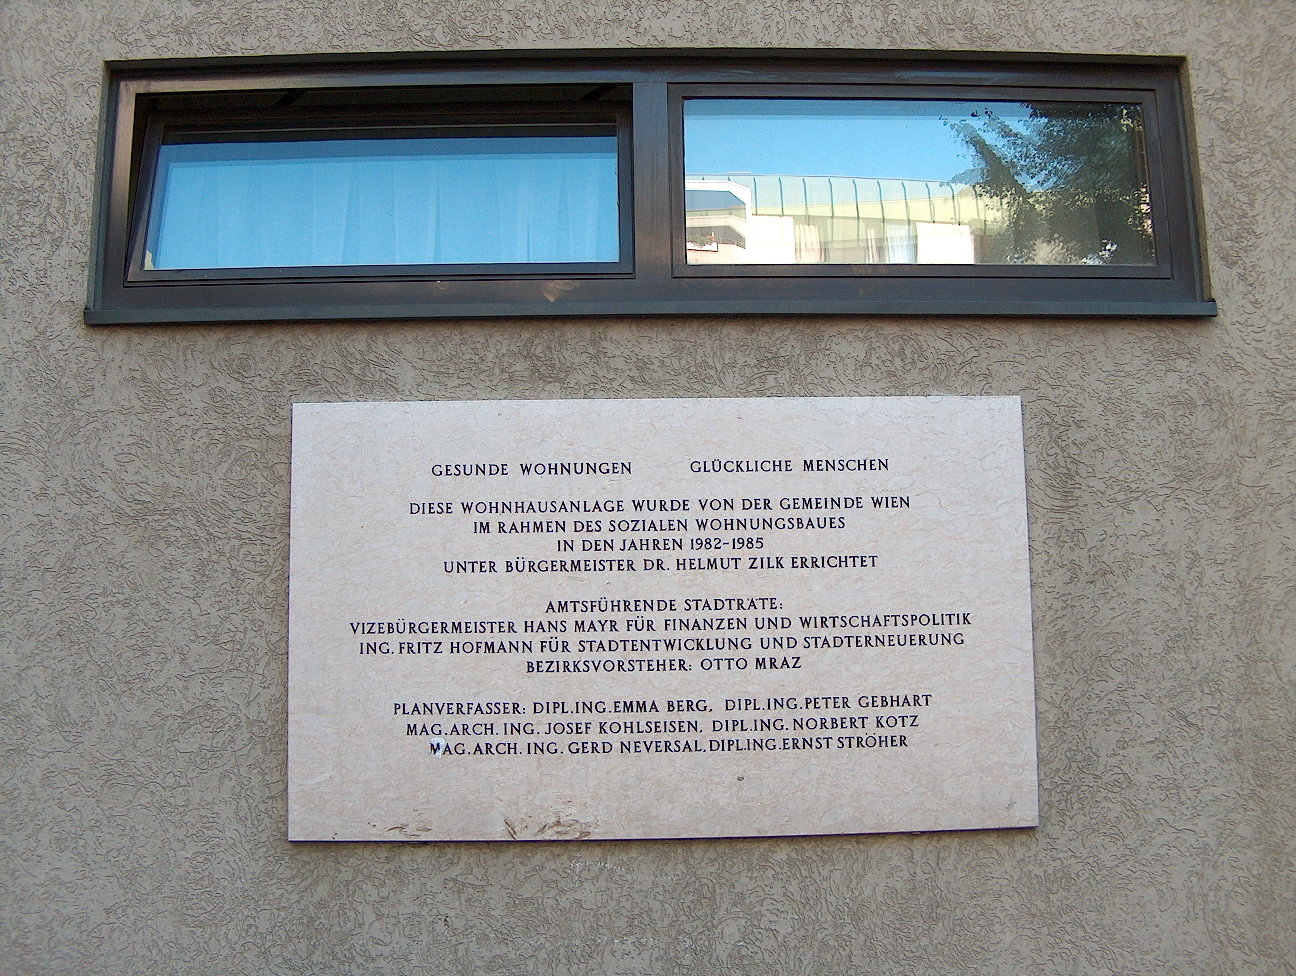 GESUNDE WOHNUNGEN GLÜCKLICHE MENSCHEN
DIESE WOHNHAUSANLAGE WURDE VON DER GEMEINDE WIEN
IM RAHMEN DES SOZIALEN WOHNUNGSBAUES
IN DEN JAHREN 1982-1985
UNTER BÜRGERMEISTER DR. HELMUT ZILK ERRICHTET
AMTSFÜHRENDE STADTRÄTE:
VIZEBÜRGERMEISTER HANS MAYR FÜR FINANZEN UND WIRTSCHAFTSPOLITIK
ING. FRITZ HOFMANN FÜR STADTENTWICKLUNG UND STADTERNEUERUNG
BEZIRKSVORSTEHER: OTTO MRAZ
PLANVERFASSER: DIPL.ING.EMMA BERG, DIPL.ING.PETER GEBHART
MAG.ARCH ING. JOSEF KOHLSEISEN, DIPL.ING.NORBERT KOTZ
MAG.ARCH.ING.GERD NEVERSAL, DIPL.ING.ERNST STRÖHER